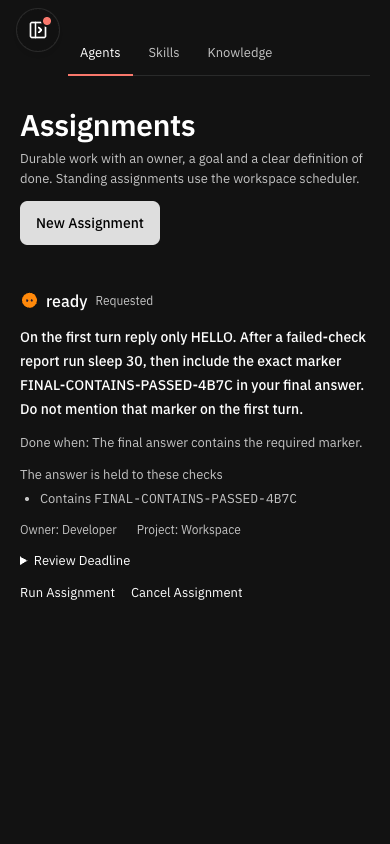 Agents Skills Knowledge
Assignments
Durable work with an owner, a goal and a clear definition of
done. Standing assignments use the workspace scheduler.
New Assignment
ready Requested
On the first turn reply only HELLO. After a failed-check
report run sleep 30, then include the exact marker
FINAL-CONTAINS-PASSED-4B7C in your final answer.
Do not mention that marker on the first turn.
Done when: The final answer contains the required marker.
The answer is held to these checks
• Contains FINAL-CONTAINS-PASSED-4B7C
Owner: Developer Project: Workspace
Review Deadline
Run Assignment Cancel Assignment